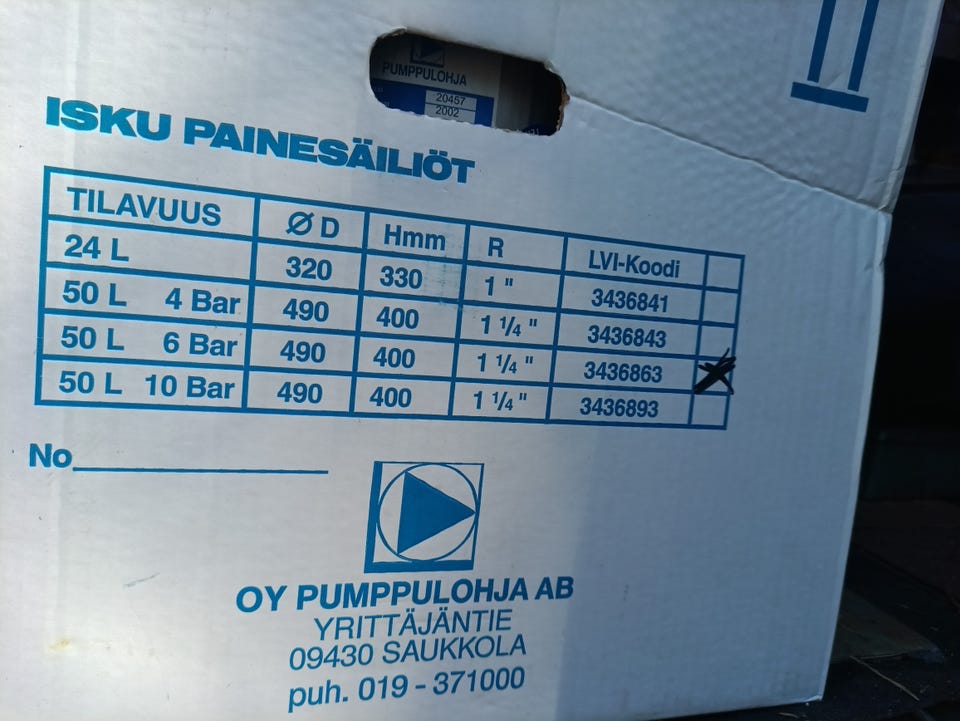 PUMPPULOHJA
20457
2002
ISKU PAINESÄILIÖT
TILAVUUS Ø D Hmm R LVI-Koodi
24 L 320 330 1 " 3436841
50 L 4 Bar 490 400 1 1/4 " 3436843
50 L 6 Bar 490 400 1 1/4 " 3436863
50 L 10 Bar 490 400 1 1/4 " 3436893
No
OY PUMPPULOHJA AB
YRITTÄJÄNTIE
09430 SAUKKOLA
puh. 019 - 371000